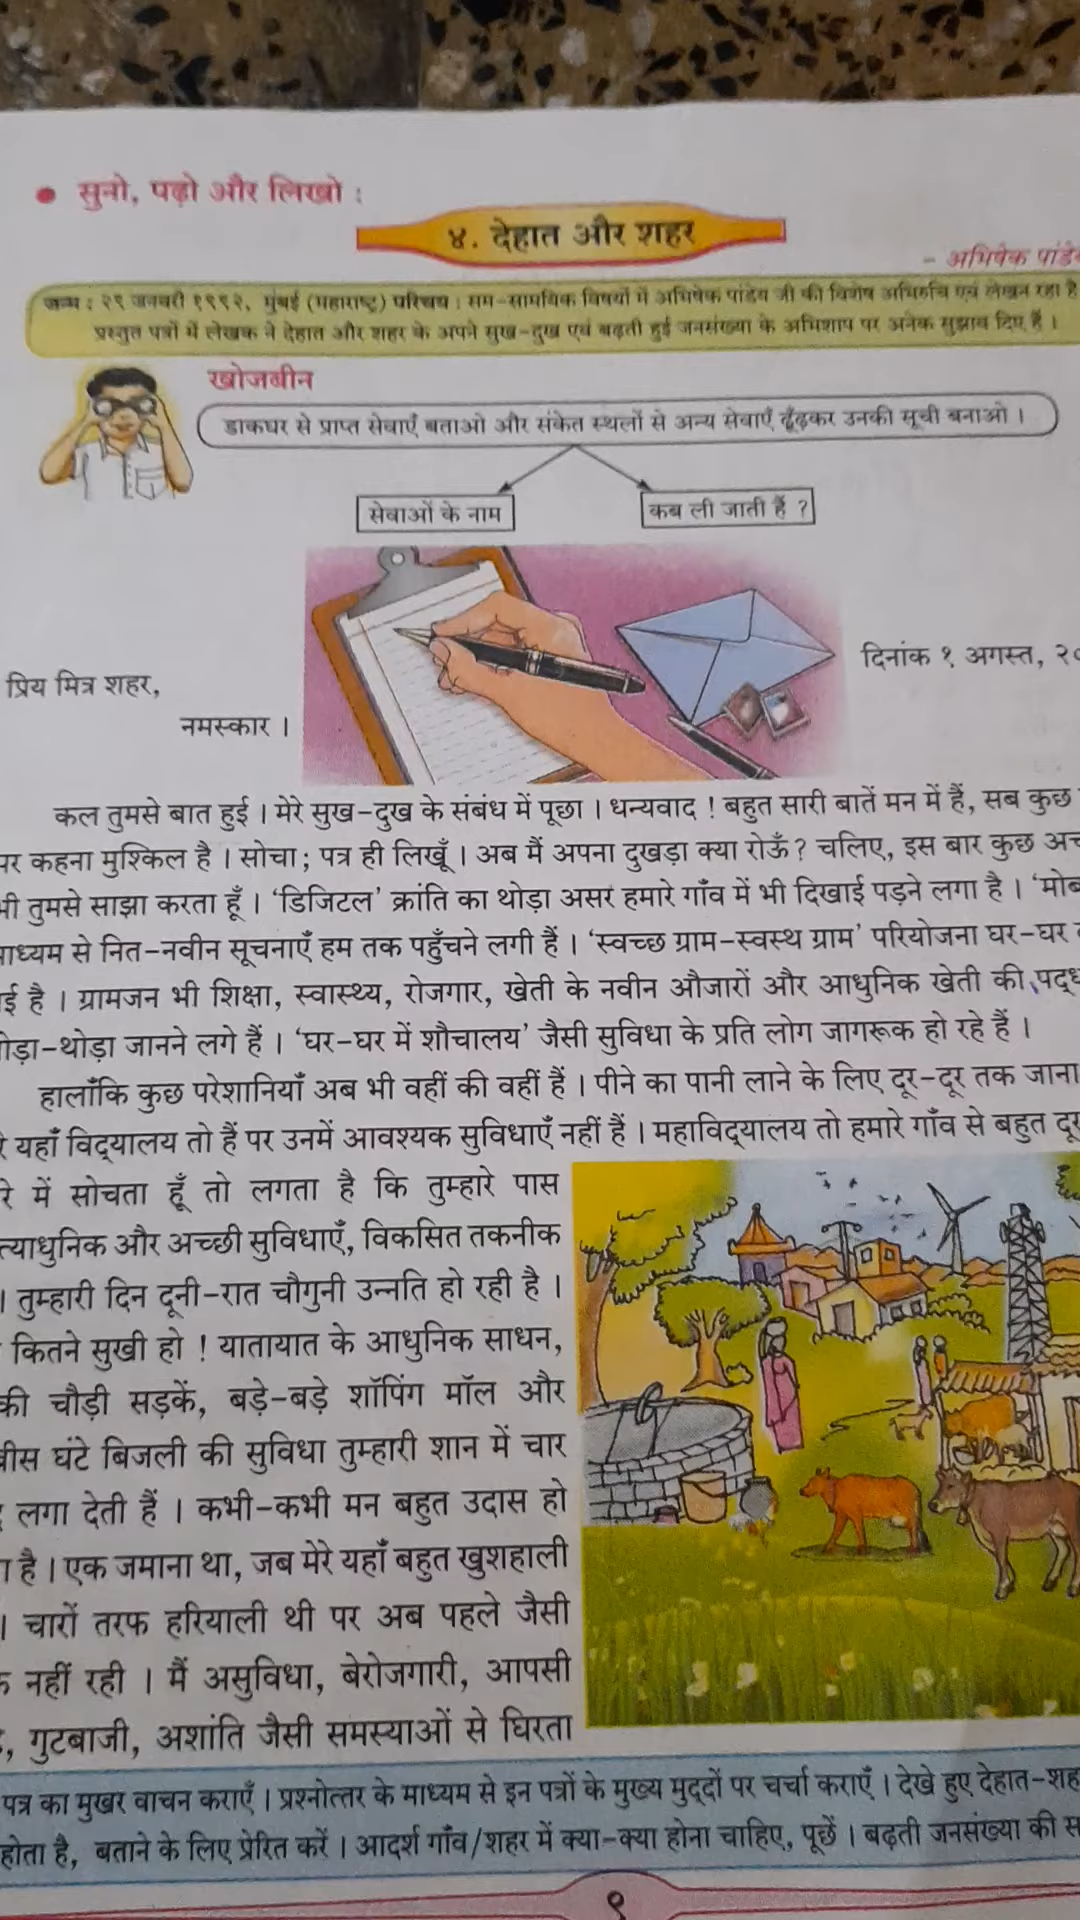 सुनो, पढ़ो और लिखो :
४. देहात और शहर
- अभिषेक पांडेय
जन्म : २९ जनवरी १९९२, मुंबई (महाराष्ट्र) परिचय : सम-सामयिक विषयों में अभिषेक पांडेय जी की विशेष अभिरुचि एवं लेखन रहा है
प्रस्तुत पत्रों में लेखक ने देहात और शहर के अपने सुख-दुख एवं बढ़ती हुई जनसंख्या के अभिशाप पर अनेक सुझाव दिए हैं ।
खोजबीन
डाकघर से प्राप्त सेवाएँ बताओ और संकेत स्थलों से अन्य सेवाएँ ढूँढ़कर उनकी सूची बनाओ ।
सेवाओं के नाम
कब ली जाती हैं ?
दिनांक १ अगस्त,
प्रिय मित्र शहर,
नमस्कार ।
कल तुमसे बात हुई । मेरे सुख-दुख के संबंध में पूछा । धन्यवाद ! बहुत सारी बातें मन में हैं, सब कुछ
पर कहना मुश्किल है । सोचा; पत्र ही लिखूँ । अब मैं अपना दुखड़ा क्या रोऊँ? चलिए, इस बार कुछ
भी तुमसे साझा करता हूँ । ‘डिजिटल’ क्रांति का थोड़ा असर हमारे गाँव में भी दिखाई पड़ने लगा है ।
माध्यम से नित-नवीन सूचनाएँ हम तक पहुँचने लगी हैं । ‘स्वच्छ ग्राम-स्वस्थ ग्राम’ परियोजना घर-घर
है । ग्रामजन भी शिक्षा, स्वास्थ्य, रोजगार, खेती के नवीन औजारों और आधुनिक खेती की
थोड़ा-थोड़ा जानने लगे हैं । ‘घर-घर में शौचालय’ जैसी सुविधा के प्रति लोग जागरूक हो रहे हैं ।
हालाँकि कुछ परेशानियाँ अब भी वहीं की वहीं हैं । पीने का पानी लाने के लिए दूर-दूर तक जाना
यहाँ विद्यालय तो हैं पर उनमें आवश्यक सुविधाएँ नहीं हैं । महाविद्यालय तो हमारे गाँव से बहुत दूर
में सोचता हूँ तो लगता है कि तुम्हारे पास
अत्याधुनिक और अच्छी सुविधाएँ, विकसित तकनीक
। तुम्हारी दिन दूनी-रात चौगुनी उन्नति हो रही है ।
कितने सुखी हो ! यातायात के आधुनिक साधन,
की चौड़ी सड़कें, बड़े-बड़े शॉपिंग मॉल और
घंटे बिजली की सुविधा तुम्हारी शान में चार
लगा देती हैं । कभी-कभी मन बहुत उदास हो
है । एक जमाना था, जब मेरे यहाँ बहुत खुशहाली
। चारों तरफ हरियाली थी पर अब पहले जैसी
नहीं रही । मैं असुविधा, बेरोजगारी, आपसी
, गुटबाजी, अशांति जैसी समस्याओं से घिरता
पत्र का मुखर वाचन कराएँ । प्रश्नोत्तर के माध्यम से इन पत्रों के मुख्य मुद्दों पर चर्चा कराएँ । देखे हुए देहात-शहर
होता है, बताने के लिए प्रेरित करें । आदर्श गाँव/शहर में क्या-क्या होना चाहिए, पूछें । बढ़ती जनसंख्या की
९